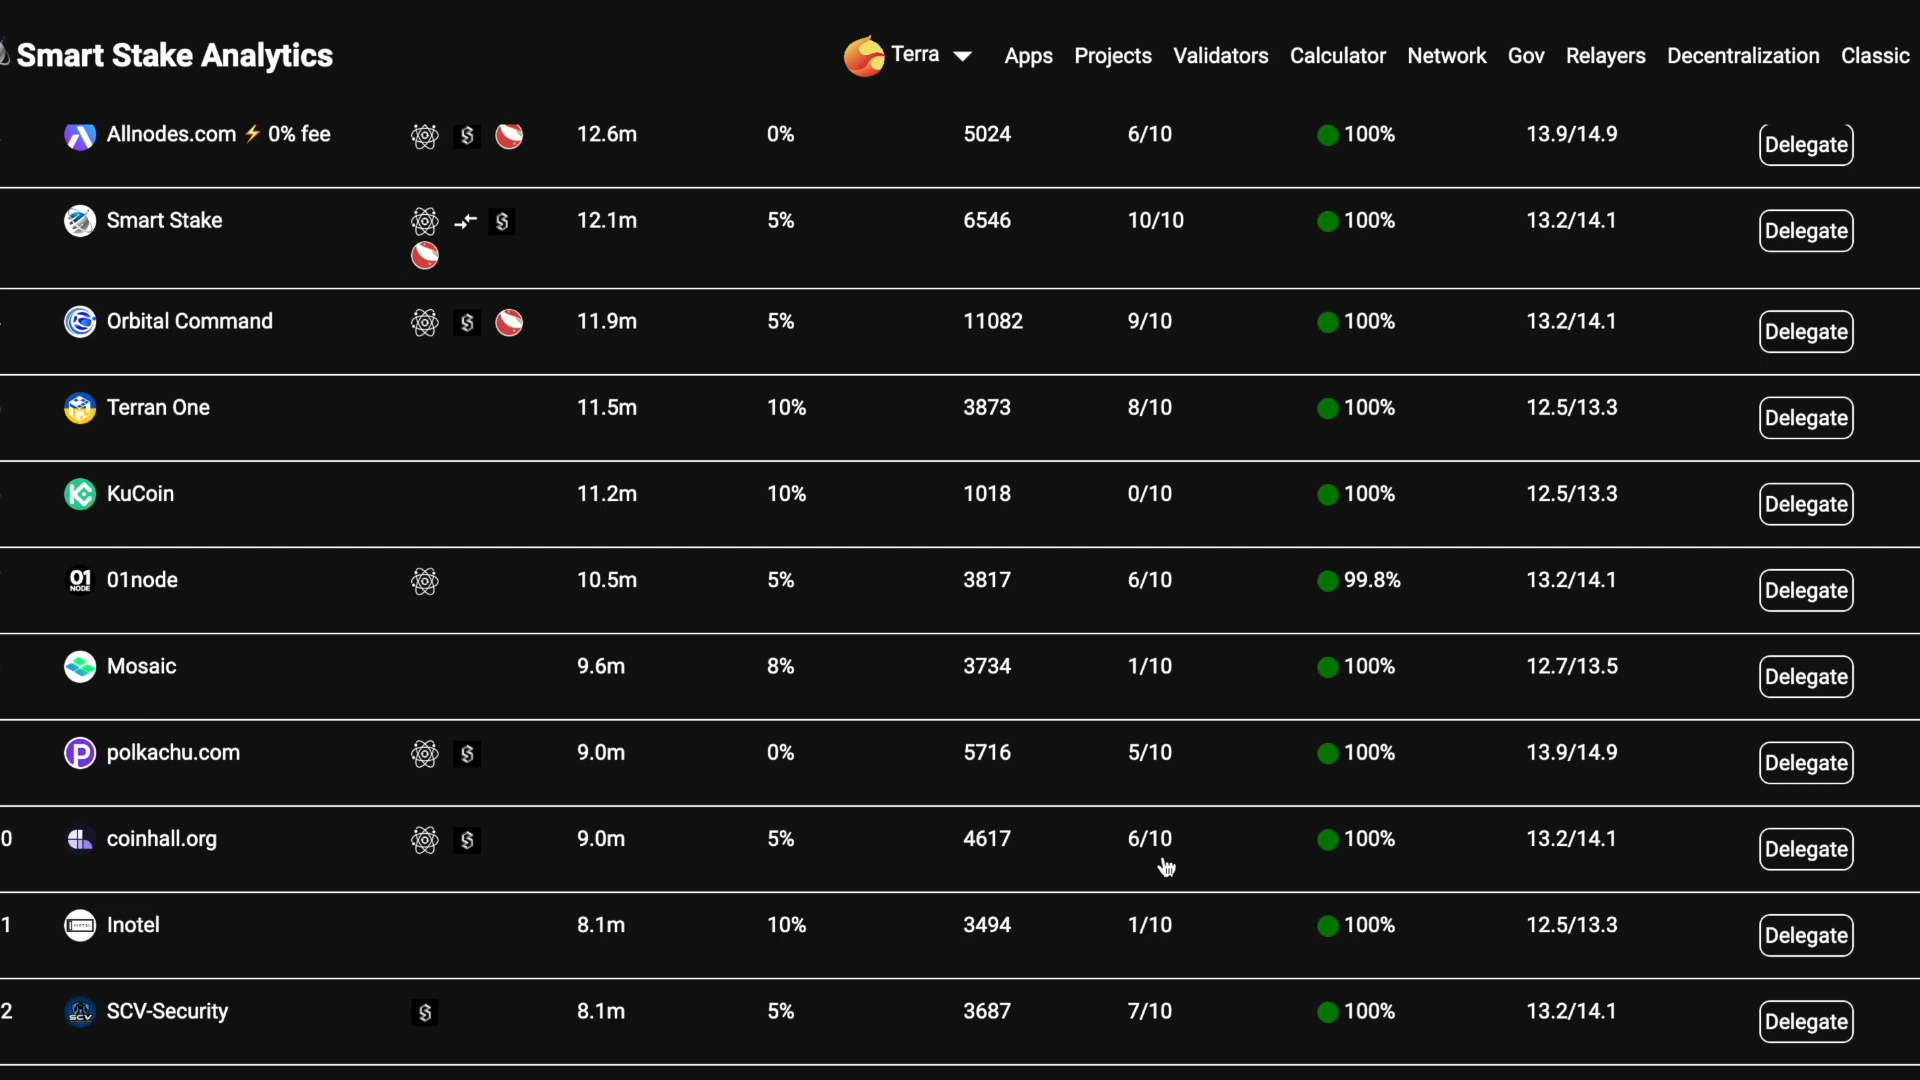 Smart Stake Analytics Terra Apps Projects Validators Calculator Network Gov Relayers Decentralization Classic
Allnodes.com ⚡ 0% fee $ 12.6m 0% 5024 6/10 100% 13.9/14.9 Delegate
Smart Stake $ 12.1m 5% 6546 10/10 100% 13.2/14.1 Delegate
Orbital Command $ 11.9m 5% 11082 9/10 100% 13.2/14.1 Delegate
Terran One 11.5m 10% 3873 8/10 100% 12.5/13.3 Delegate
KuCoin 11.2m 10% 1018 0/10 100% 12.5/13.3 Delegate
01 NODE 01node 10.5m 5% 3817 6/10 99.8% 13.2/14.1 Delegate
Mosaic 9.6m 8% 3734 1/10 100% 12.7/13.5 Delegate
P polkachu.com $ 9.0m 0% 5716 5/10 100% 13.9/14.9 Delegate
0 coinhall.org $ 9.0m 5% 4617 6/10 100% 13.2/14.1 Delegate
1 Inotel 8.1m 10% 3494 1/10 100% 12.5/13.3 Delegate
2 SCV SCV-Security $ 8.1m 5% 3687 7/10 100% 13.2/14.1 Delegate